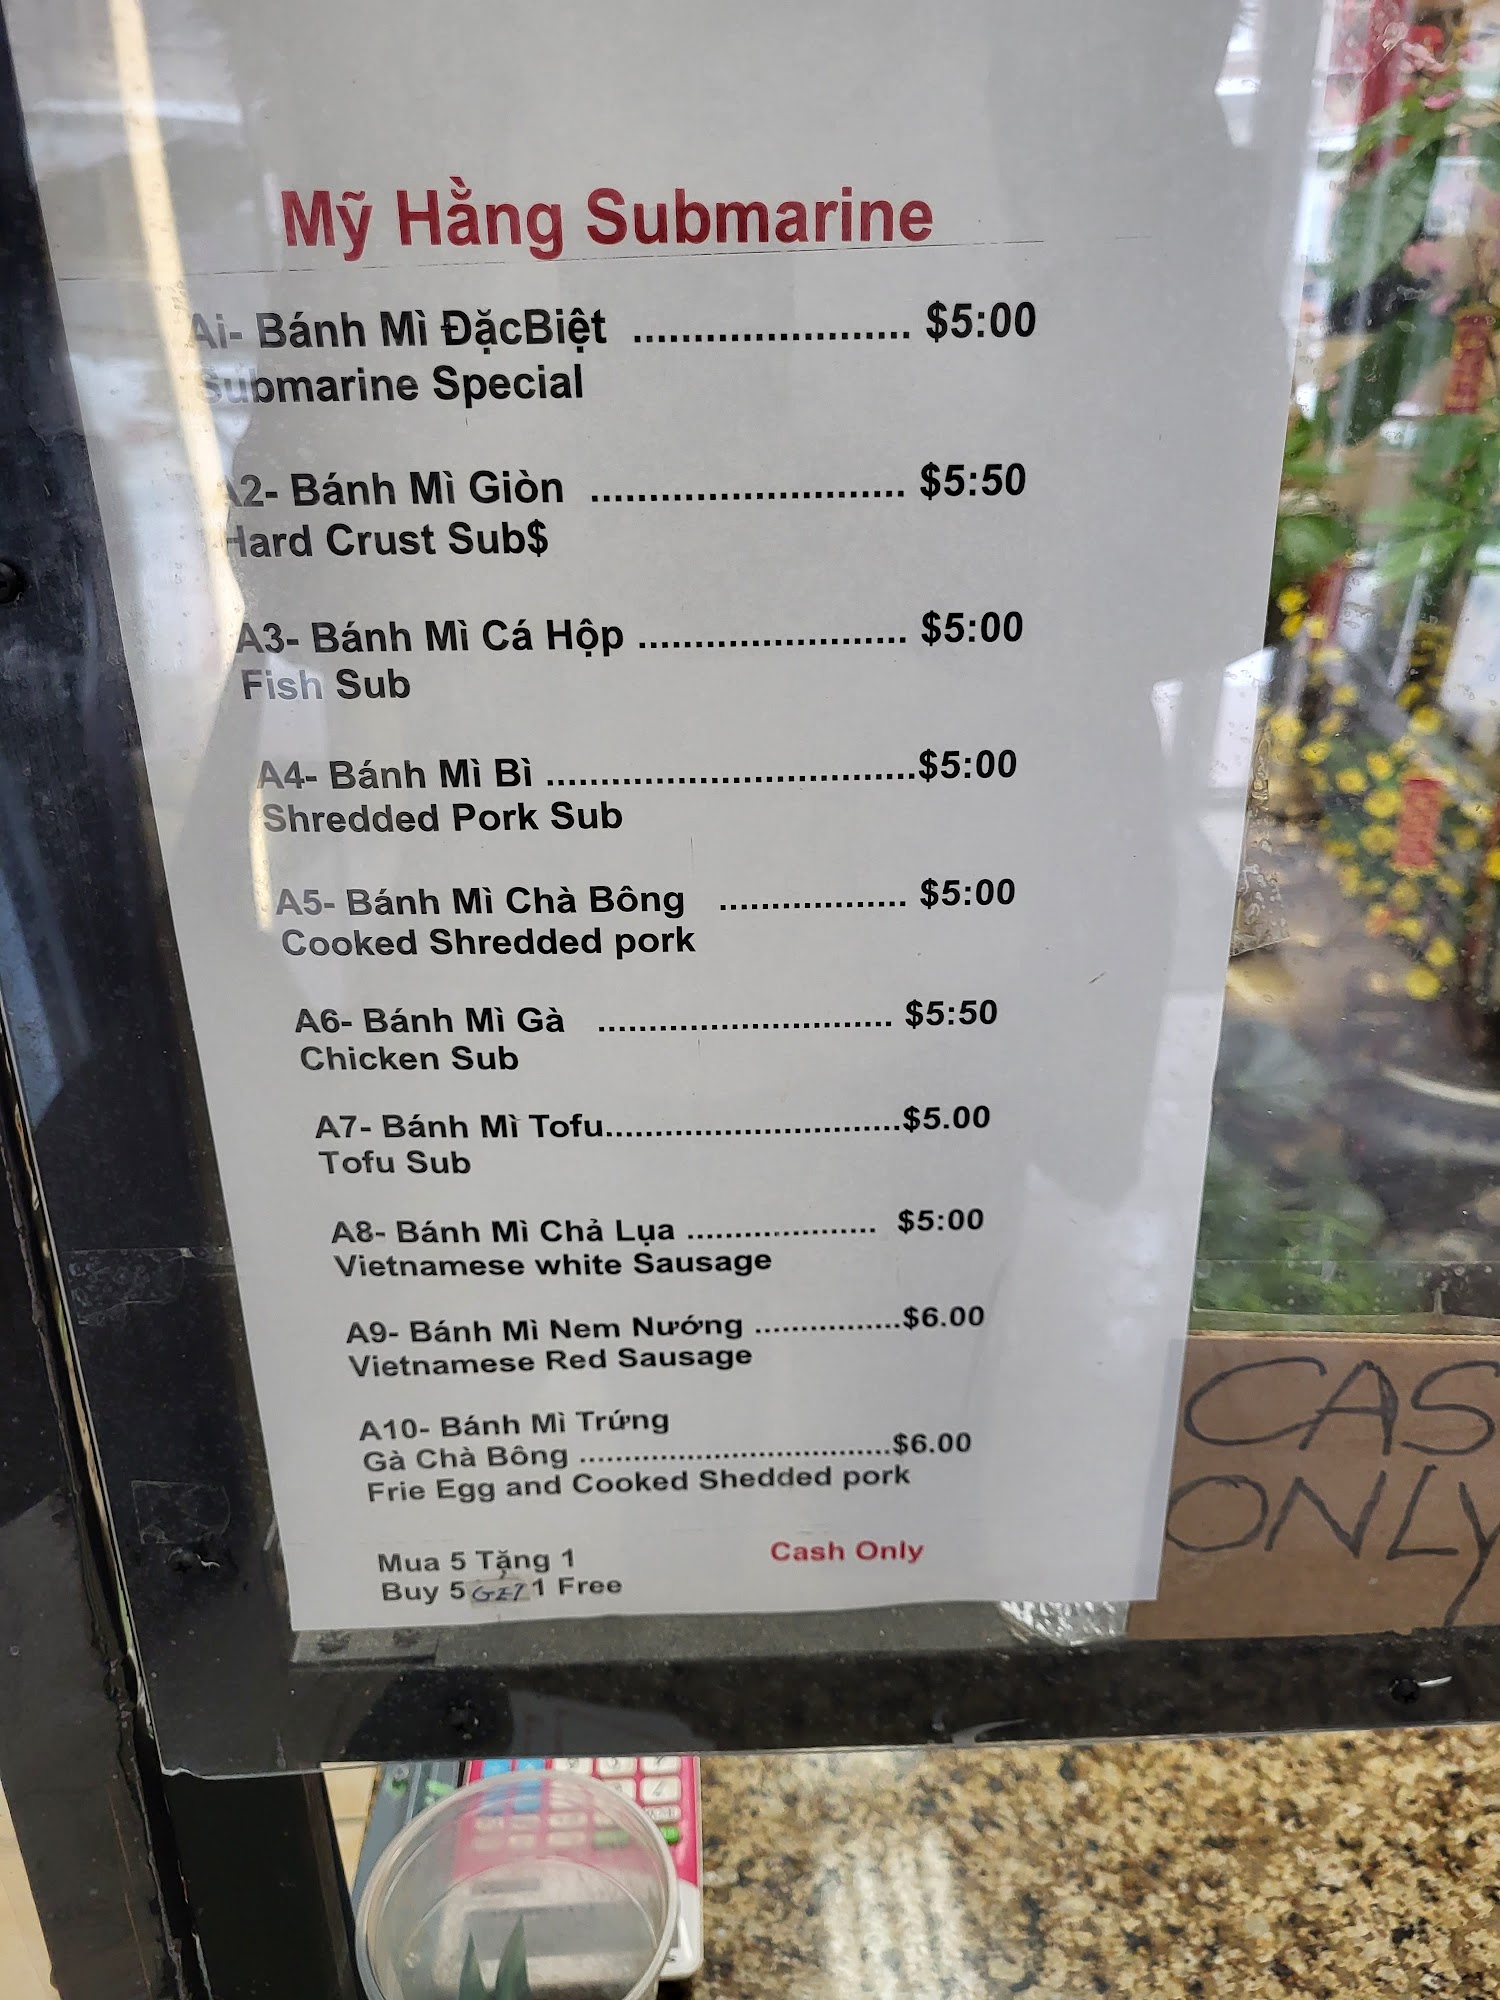 Mỹ Hằng Submarine
Ai- Bánh Mì ĐặcBiệt ....................... $5:00
Submarine Special
A2- Bánh Mì Giòn ........................... $5:50
Hard Crust Sub$
A3- Bánh Mì Cá Hộp ........................ $5:00
Fish Sub
A4- Bánh Mì Bì ..................................$5:00
Shredded Pork Sub
A5- Bánh Mì Chà Bông .................. $5:00
Cooked Shredded pork
A6- Bánh Mì Gà ............................. $5:50
Chicken Sub
A7- Bánh Mì Tofu..............................$5.00
Tofu Sub
A8- Bánh Mì Chả Lụa ................... $5:00
Vietnamese white Sausage
A9- Bánh Mì Nem Nướng ................$6.00
Vietnamese Red Sausage
A10- Bánh Mì Trứng
Gà Chà Bông ..................................$6.00
Frie Egg and Cooked Shedded pork
Mua 5 Tặng 1
Cash Only
Buy 5 GET 1 Free
CAS
ONLY